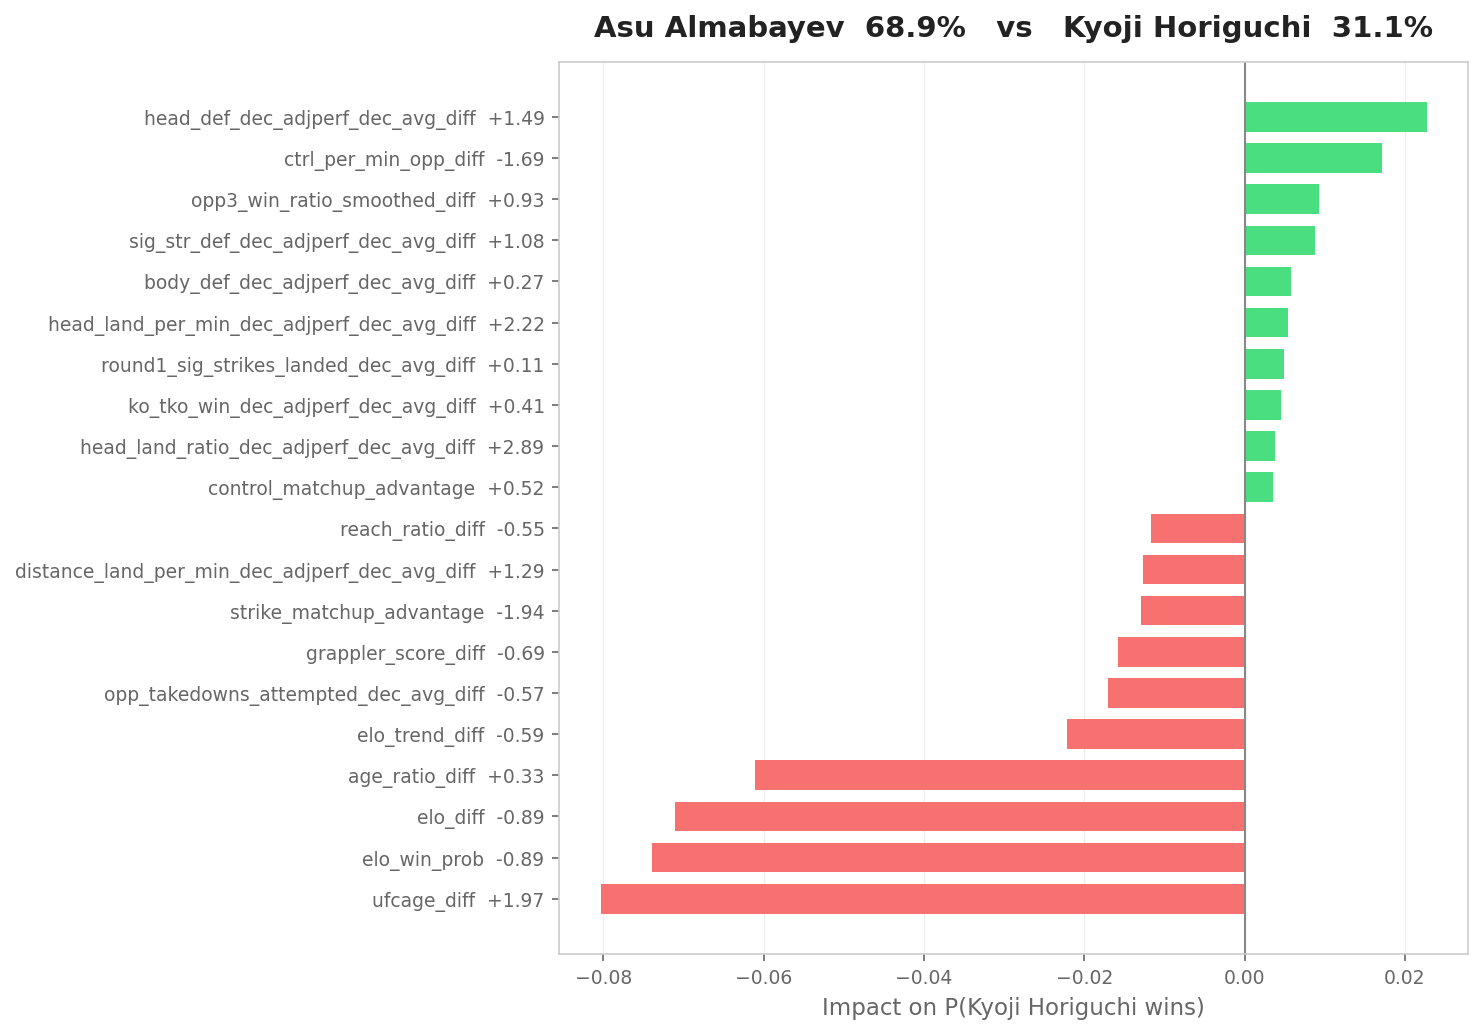 Asu Almabayev  68.9%   vs   Kyoji Horiguchi  31.1%
head_def_dec_adjperf_dec_avg_diff  +1.49
ctrl_per_min_opp_diff  -1.69
opp3_win_ratio_smoothed_diff  +0.93
sig_str_def_dec_adjperf_dec_avg_diff  +1.08
body_def_dec_adjperf_dec_avg_diff  +0.27
head_land_per_min_dec_adjperf_dec_avg_diff  +2.22
round1_sig_strikes_landed_dec_avg_diff  +0.11
ko_tko_win_dec_adjperf_dec_avg_diff  +0.41
head_land_ratio_dec_adjperf_dec_avg_diff  +2.89
control_matchup_advantage  +0.52
reach_ratio_diff  -0.55
distance_land_per_min_dec_adjperf_dec_avg_diff  +1.29
strike_matchup_advantage  -1.94
grappler_score_diff  -0.69
opp_takedowns_attempted_dec_avg_diff  -0.57
elo_trend_diff  -0.59
age_ratio_diff  +0.33
elo_diff  -0.89
elo_win_prob  -0.89
ufcage_diff  +1.97
−0.08 −0.06 −0.04 −0.02 0.00 0.02
Impact on P(Kyoji Horiguchi wins)